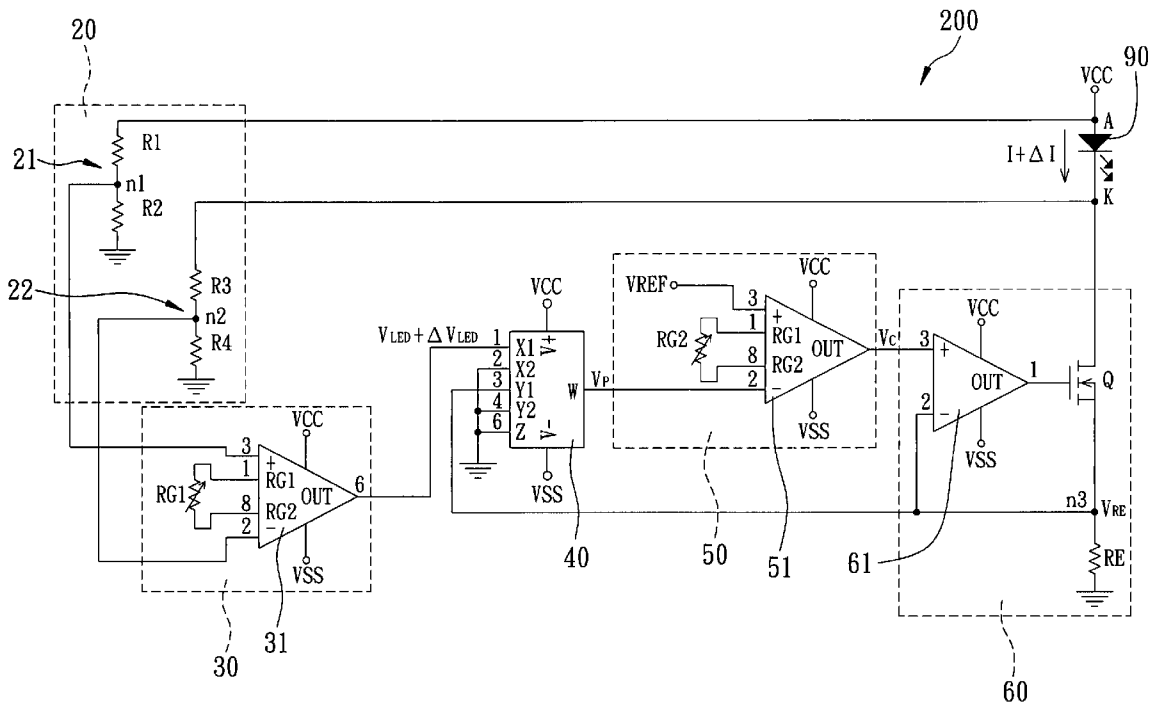 200
20
90
VCC
A
R1
21
n1
I+ΔI
K
R2
R3
22
n2
R4
VCC
VREF
3
+
1
RG1
RG2
8
RG2
2
−
OUT
VSS
V_C
VCC
3
+
OUT
1
2
−
VSS
Q
V_LED+ΔV_LED
VCC
1 X1 V+
2 X2
3 Y1
4 Y2
6 Z V-
W
V_P
VSS
VCC
3
+
1
RG1
RG1
8
RG2
2
−
OUT
6
VSS
n3
V_RE
RE
40
50
51
61
31
30
60